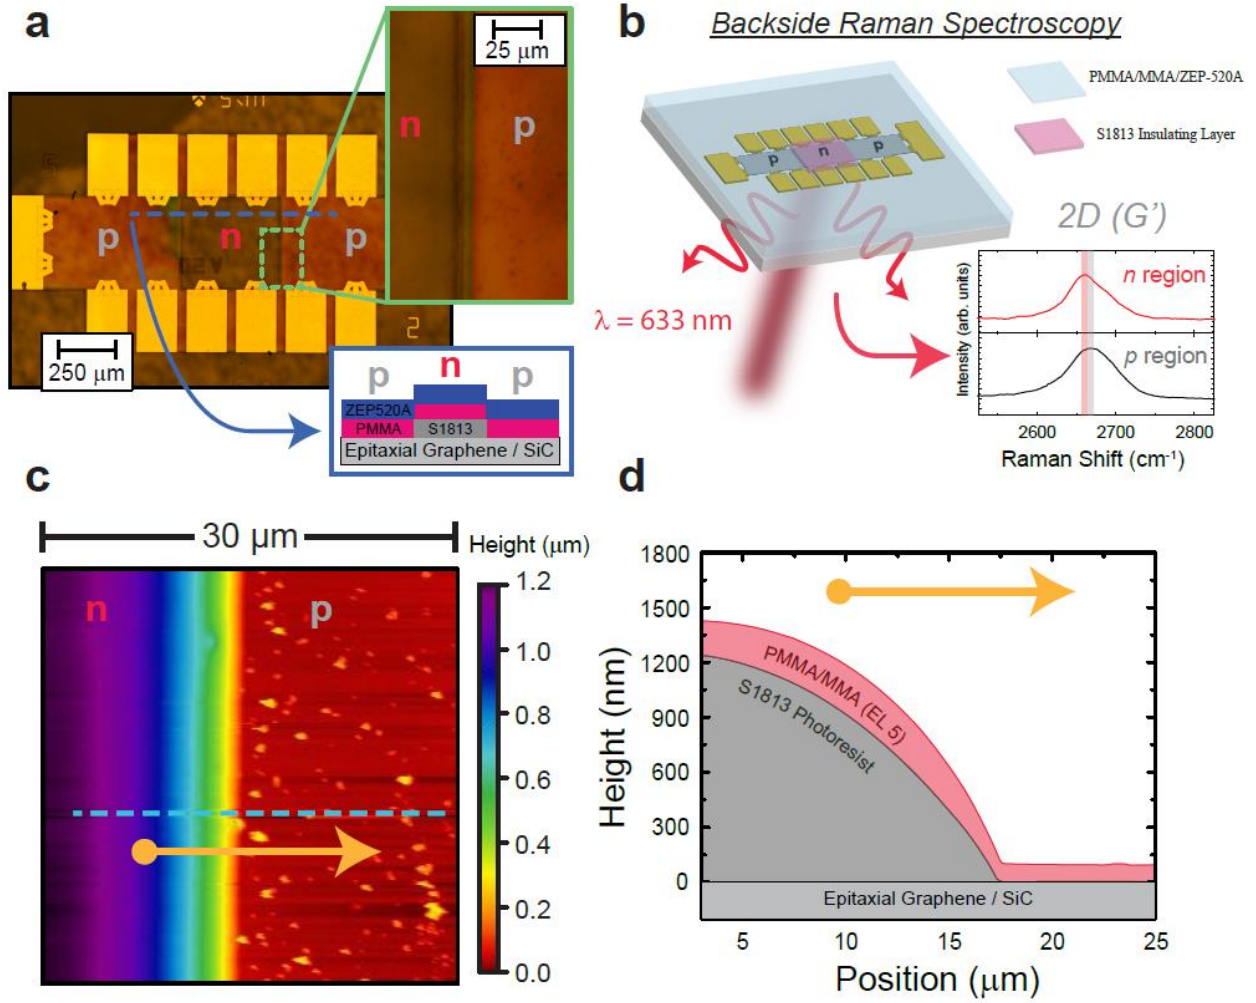 a
25 μm
n
p
p
n
p
250 μm
5
p
n
p
ZEP520A
PMMA
S1813
Epitaxial Graphene / SiC
b
Backside Raman Spectroscopy
PMMA/MMA/ZEP-520A
S1813 Insulating Layer
p
n
p
λ = 633 nm
2D (G')
n region
p region
Intensity (arb. units)
2600
2700
2800
Raman Shift (cm⁻¹)
c
30 μm
Height (μm)
n
p
1.2
1.0
0.8
0.6
0.4
0.2
0.0
d
1800
1500
1200
900
600
300
0
Height (nm)
PMMA/MMA (EL 5)
S1813 Photoresist
Epitaxial Graphene / SiC
5
10
15
20
25
Position (μm)